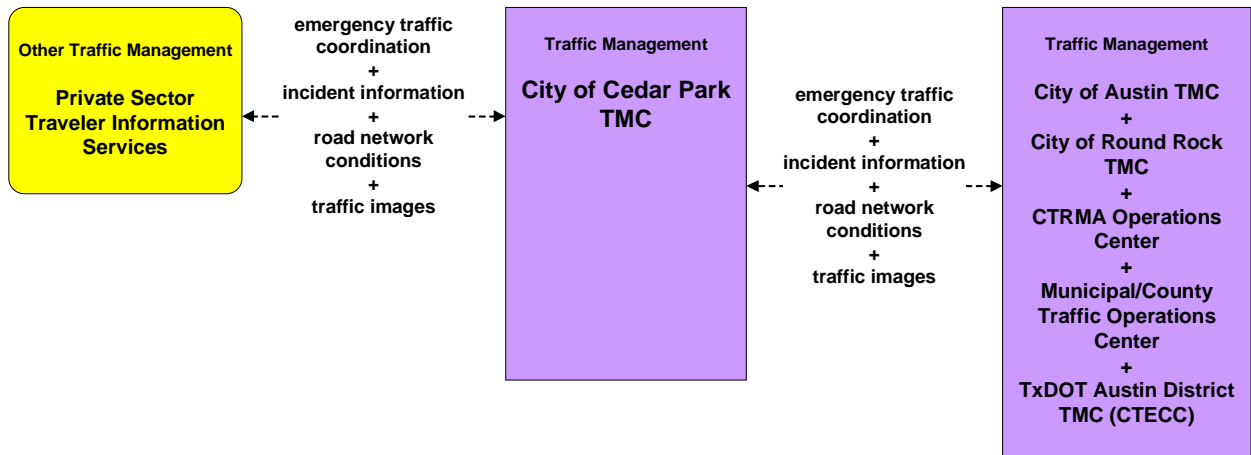 Other Traffic Management
Private Sector
Traveler Information
Services
emergency traffic
coordination
+
incident information
+
road network
conditions
+
traffic images
Traffic Management
City of Cedar Park
TMC
emergency traffic
coordination
+
incident information
+
road network
conditions
+
traffic images
Traffic Management
City of Austin TMC
+
City of Round Rock
TMC
+
CTRMA Operations
Center
+
Municipal/County
Traffic Operations
Center
+
TxDOT Austin District
TMC (CTECC)